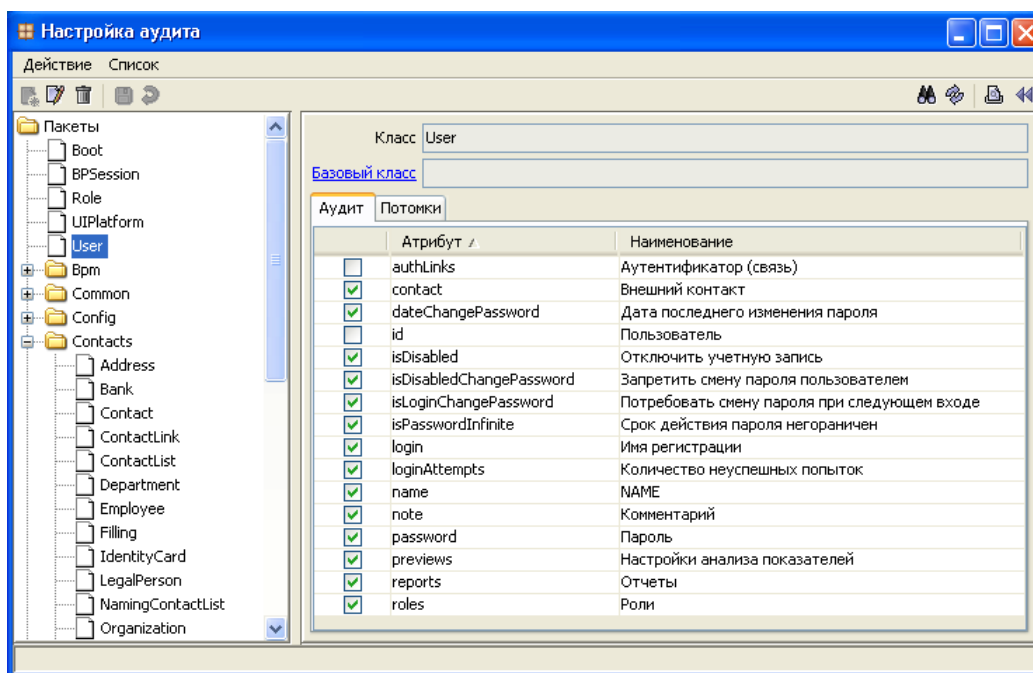 Настройка аудита
Действие Список
Пакеты
Boot
BPSession
Role
UIPlatform
User
Bpm
Common
Config
Contacts
Address
Bank
Contact
ContactLink
ContactList
Department
Employee
Filling
IdentityCard
LegalPerson
NamingContactList
Organization
Класс User
Базовый класс
Аудит Потомки
Атрибут Наименование
authLinks Аутентификатор (связь)
contact Внешний контакт
dateChangePassword Дата последнего изменения пароля
id Пользователь
isDisabled Отключить учетную запись
isDisabledChangePassword Запретить смену пароля пользователем
isLoginChangePassword Потребовать смену пароля при следующем входе
isPasswordInfinite Срок действия пароля негораничен
login Имя регистрации
loginAttempts Количество неуспешных попыток
name NAME
note Комментарий
password Пароль
previews Настройки анализа показателей
reports Отчеты
roles Роли